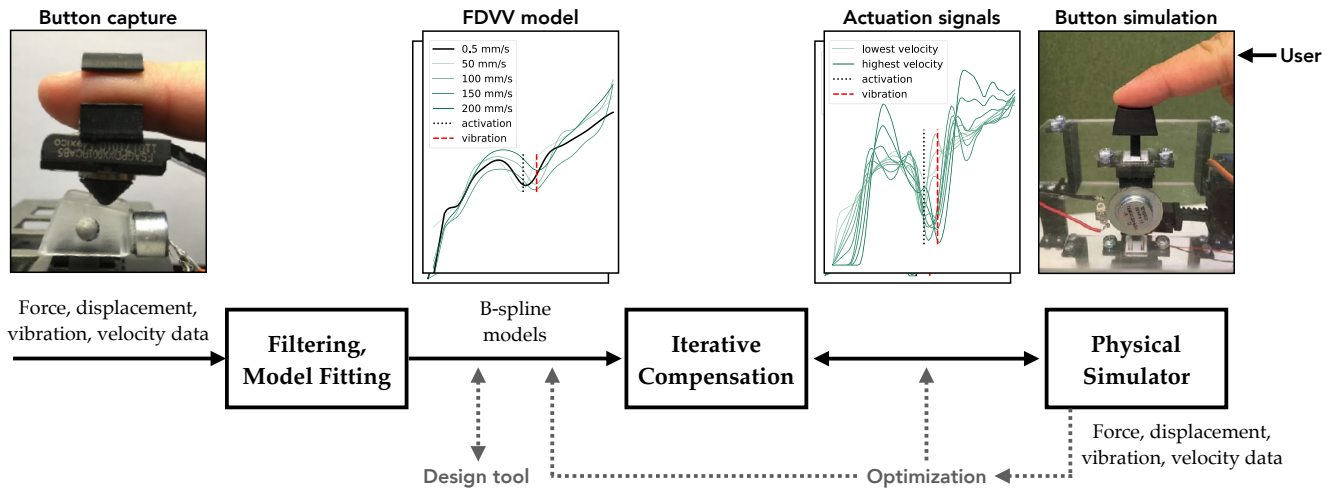 Button capture
FDVV model
Actuation signals
Button simulation
0.5 mm/s
50 mm/s
100 mm/s
150 mm/s
200 mm/s
activation
vibration
lowest velocity
highest velocity
activation
vibration
User
Force, displacement,
vibration, velocity data
Filtering,
Model Fitting
B-spline
models
Iterative
Compensation
Physical
Simulator
Force, displacement,
vibration, velocity data
Design tool
Optimization